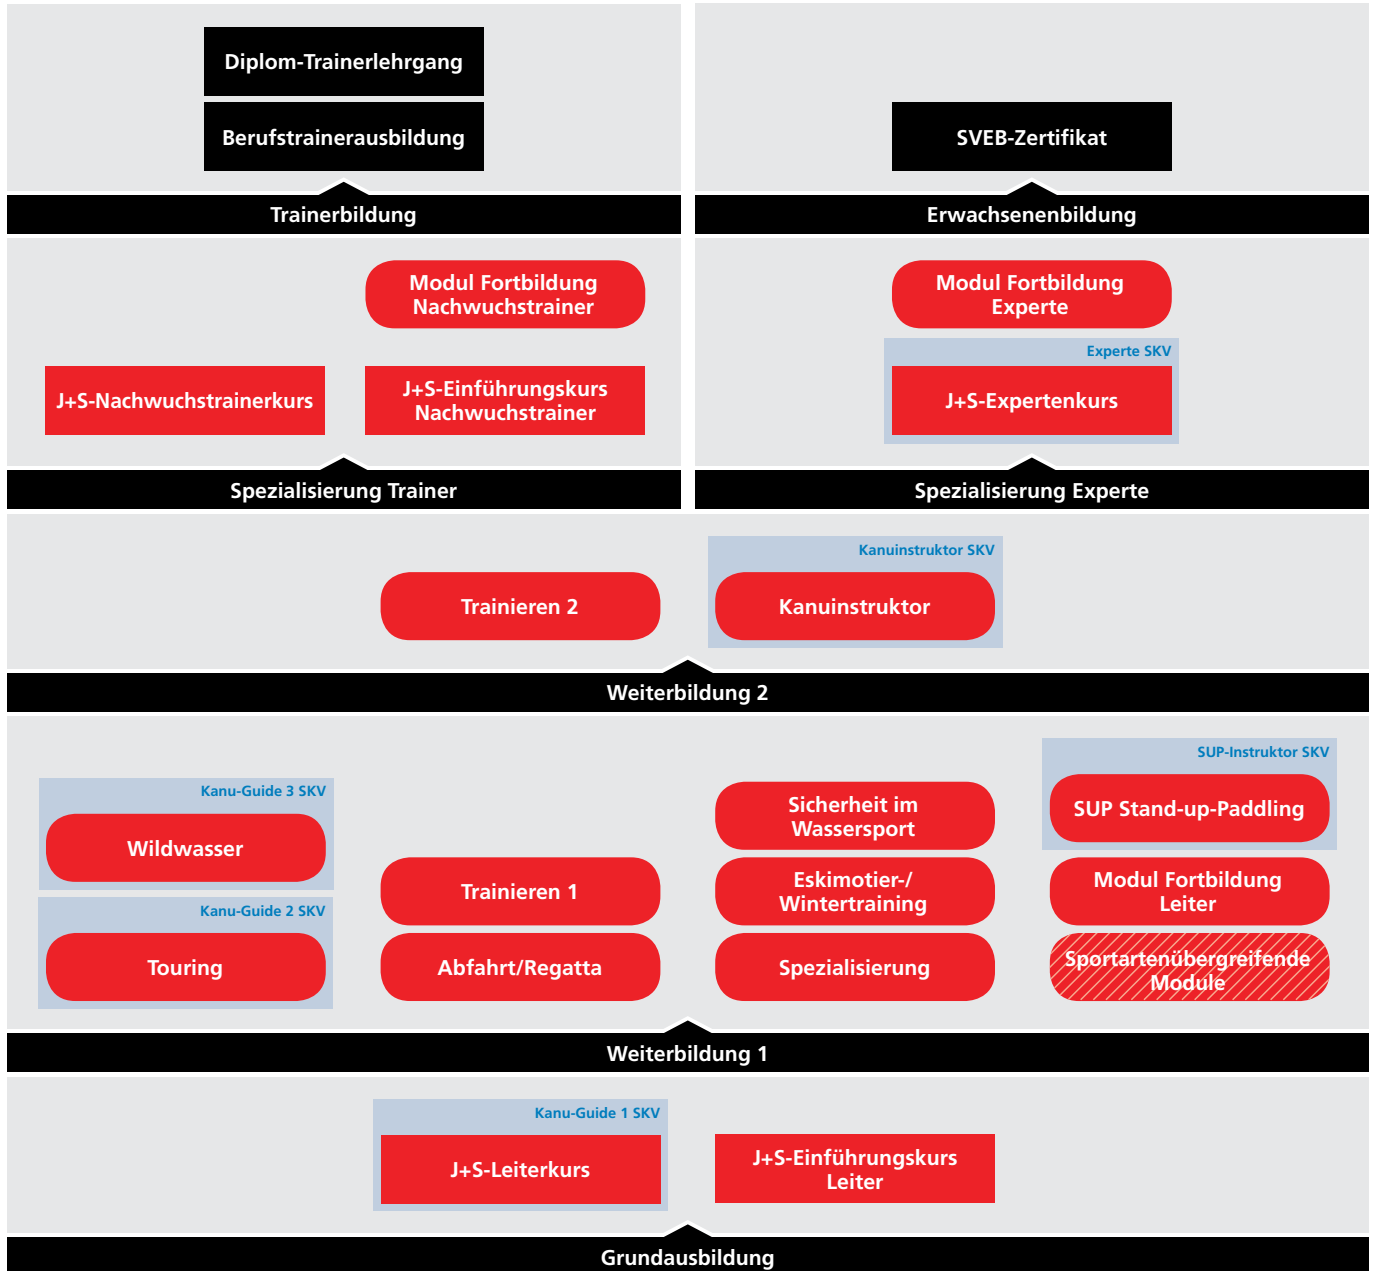 Diplom-Trainerlehrgang
Berufstrainerausbildung
SVEB-Zertifikat
Trainerbildung
Erwachsenenbildung
Modul Fortbildung
Nachwuchstrainer
Modul Fortbildung
Experte
Experte SKV
J+S-Nachwuchstrainerkurs
J+S-Einführungskurs
Nachwuchstrainer
J+S-Expertenkurs
Spezialisierung Trainer
Spezialisierung Experte
Kanuinstruktor SKV
Trainieren 2
Kanuinstruktor
Weiterbildung 2
Kanu-Guide 3 SKV
Wildwasser
Kanu-Guide 2 SKV
Touring
Trainieren 1
Abfahrt/Regatta
Sicherheit im
Wassersport
Eskimotier-/
Wintertraining
Spezialisierung
SUP-Instruktor SKV
SUP Stand-up-Paddling
Modul Fortbildung
Leiter
Sportartenübergreifende
Module
Weiterbildung 1
Kanu-Guide 1 SKV
J+S-Leiterkurs
J+S-Einführungskurs
Leiter
Grundausbildung